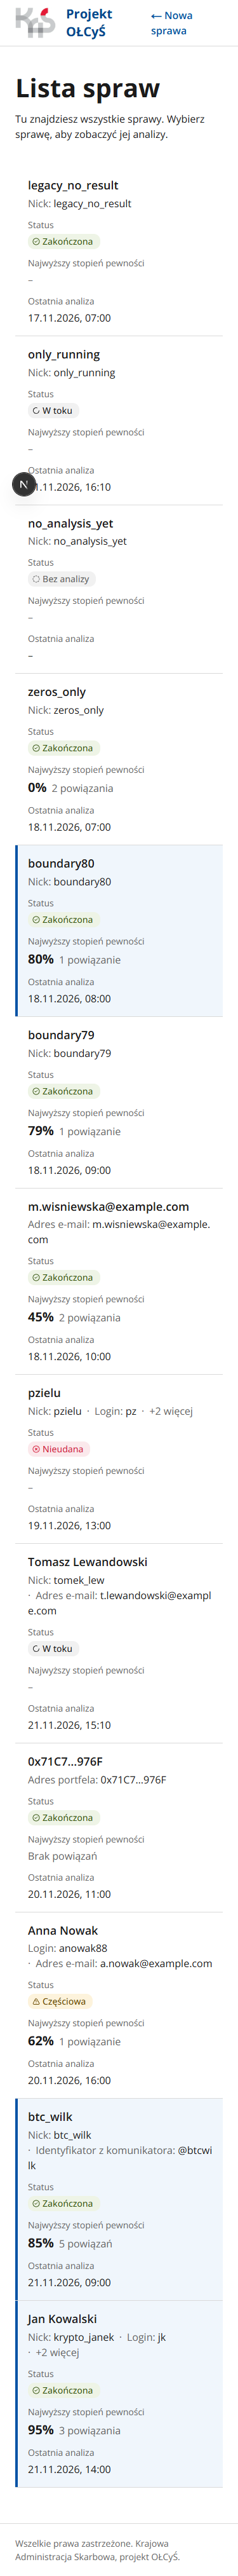 KAS
Projekt
OŁCyŚ
← Nowa
sprawa
Lista spraw
Tu znajdziesz wszystkie sprawy. Wybierz
sprawę, aby zobaczyć jej analizy.
legacy_no_result
Nick: legacy_no_result
Status
Zakończona
Najwyższy stopień pewności
–
Ostatnia analiza
17.11.2026, 07:00
only_running
Nick: only_running
Status
W toku
Najwyższy stopień pewności
–
Ostatnia analiza
N
1.11.2026, 16:10
no_analysis_yet
Nick: no_analysis_yet
Status
Bez analizy
Najwyższy stopień pewności
–
Ostatnia analiza
–
zeros_only
Nick: zeros_only
Status
Zakończona
Najwyższy stopień pewności
0% 2 powiązania
Ostatnia analiza
18.11.2026, 07:00
boundary80
Nick: boundary80
Status
Zakończona
Najwyższy stopień pewności
80% 1 powiązanie
Ostatnia analiza
18.11.2026, 08:00
boundary79
Nick: boundary79
Status
Zakończona
Najwyższy stopień pewności
79% 1 powiązanie
Ostatnia analiza
18.11.2026, 09:00
m.wisniewska@example.com
Adres e-mail: m.wisniewska@example.
com
Status
Zakończona
Najwyższy stopień pewności
45% 2 powiązania
Ostatnia analiza
18.11.2026, 10:00
pzielu
Nick: pzielu · Login: pz · +2 więcej
Status
Nieudana
Najwyższy stopień pewności
–
Ostatnia analiza
19.11.2026, 13:00
Tomasz Lewandowski
Nick: tomek_lew
· Adres e-mail: t.lewandowski@exampl
e.com
Status
W toku
Najwyższy stopień pewności
–
Ostatnia analiza
21.11.2026, 15:10
0x71C7…976F
Adres portfela: 0x71C7…976F
Status
Zakończona
Najwyższy stopień pewności
Brak powiązań
Ostatnia analiza
20.11.2026, 11:00
Anna Nowak
Login: anowak88
· Adres e-mail: a.nowak@example.com
Status
Częściowa
Najwyższy stopień pewności
62% 1 powiązanie
Ostatnia analiza
20.11.2026, 16:00
btc_wilk
Nick: btc_wilk
· Identyfikator z komunikatora: @btcwi
lk
Status
Zakończona
Najwyższy stopień pewności
85% 5 powiązań
Ostatnia analiza
21.11.2026, 09:00
Jan Kowalski
Nick: krypto_janek · Login: jk
· +2 więcej
Status
Zakończona
Najwyższy stopień pewności
95% 3 powiązania
Ostatnia analiza
21.11.2026, 14:00
Wszelkie prawa zastrzeżone. Krajowa
Administracja Skarbowa, projekt OŁCyŚ.